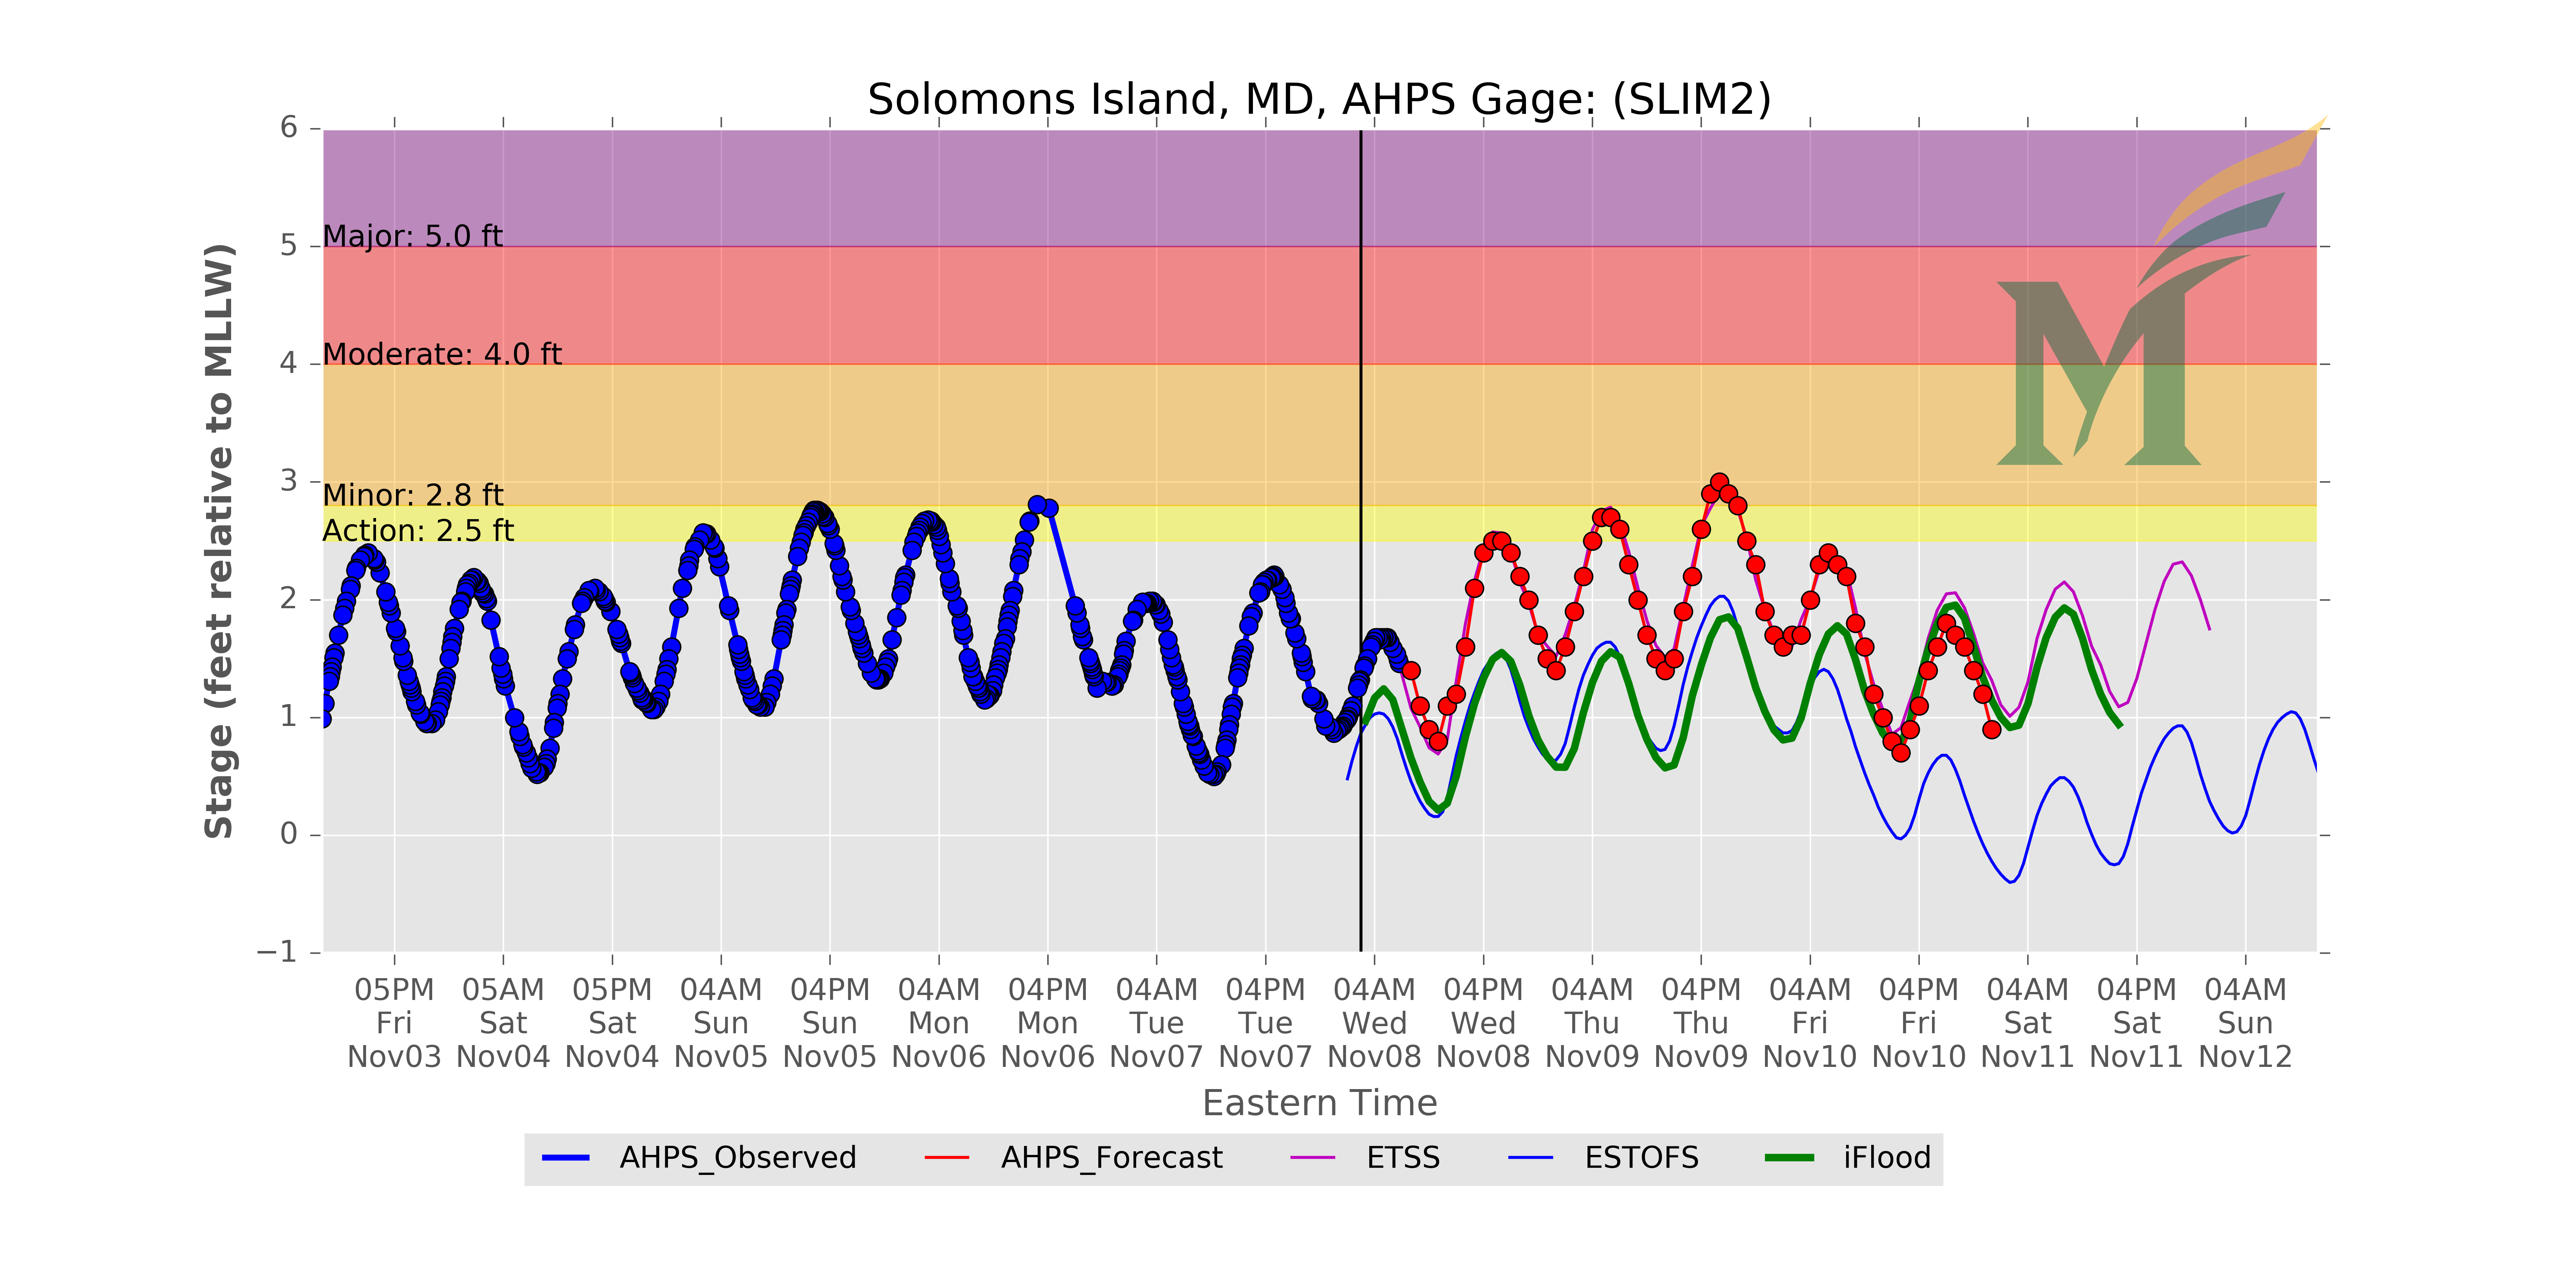 Solomons Island, MD, AHPS Gage: (SLIM2)
Stage (feet relative to MLLW)
6
5
4
3
2
1
0
−1
Major: 5.0 ft
Moderate: 4.0 ft
Minor: 2.8 ft
Action: 2.5 ft
M
05PM 05AM 05PM 04AM 04PM 04AM 04PM 04AM 04PM 04AM 04PM 04AM 04PM 04AM 04PM 04AM 04PM 04AM
Fri Sat Sat Sun Sun Mon Mon Tue Tue Wed Wed Thu Thu Fri Fri Sat Sat Sun
Nov03 Nov04 Nov04 Nov05 Nov05 Nov06 Nov06 Nov07 Nov07 Nov08 Nov08 Nov09 Nov09 Nov10 Nov10 Nov11 Nov11 Nov12
Eastern Time
AHPS_Observed AHPS_Forecast ETSS ESTOFS iFlood